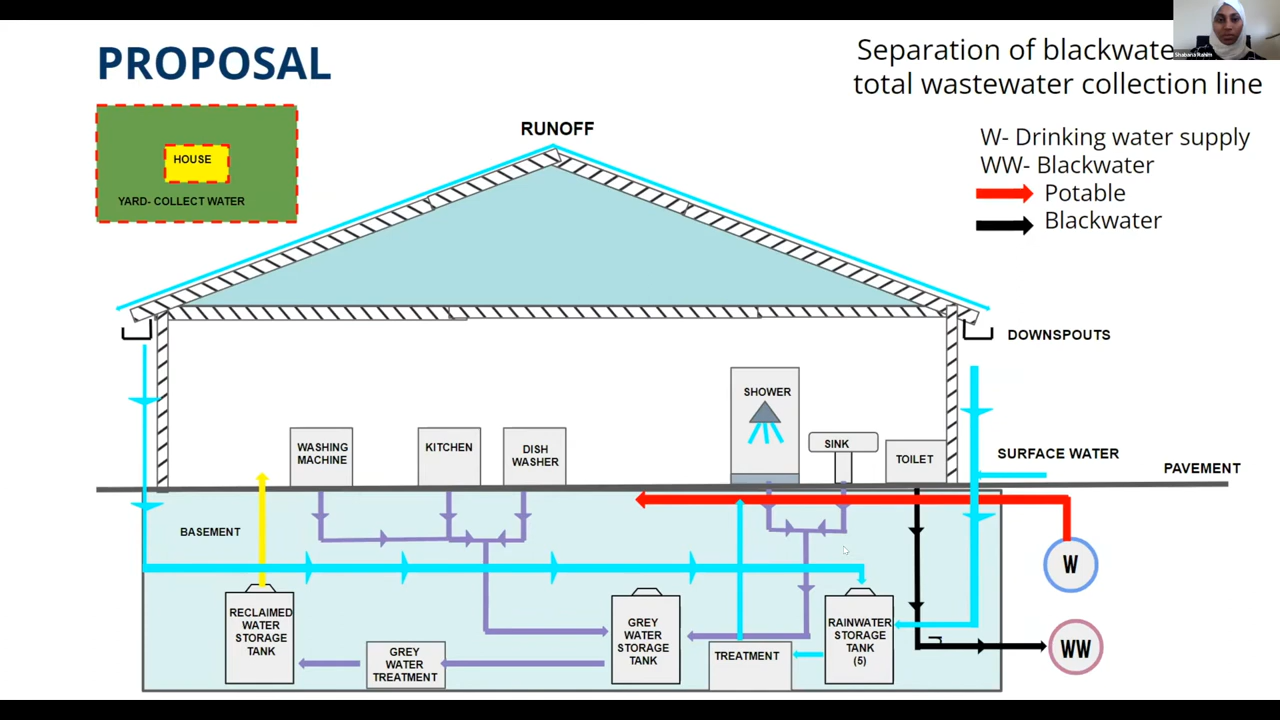 PROPOSAL
Separation of blackwate
total wastewater collection line
Shabana Rahim
W- Drinking water supply
WW- Blackwater
Potable
Blackwater
RUNOFF
HOUSE
YARD- COLLECT WATER
DOWNSPOUTS
SHOWER
WASHING
MACHINE
KITCHEN
DISH
WASHER
SINK
TOILET
SURFACE WATER
PAVEMENT
BASEMENT
W
RECLAIMED
WATER
STORAGE
TANK
GREY
WATER
TREATMENT
GREY
WATER
STORAGE
TANK
TREATMENT
RAINWATER
STORAGE
TANK
(5)
WW